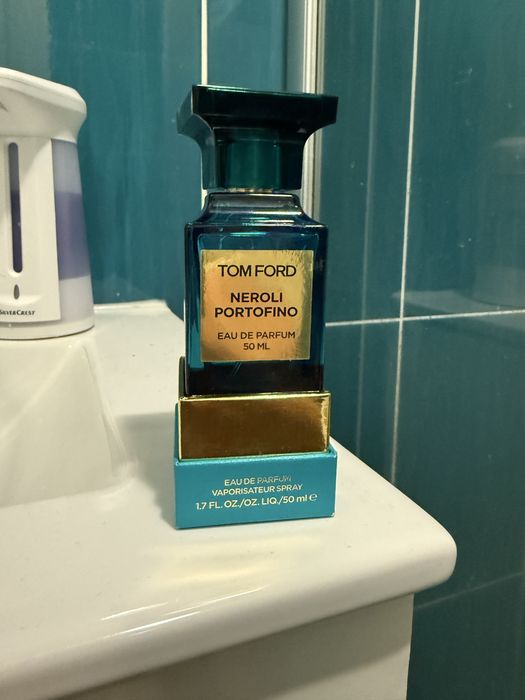 TOM FORD
NEROLI
PORTOFINO
EAU DE PARFUM
50 ML
EAU DE PARFUM
VAPORISATEUR SPRAY
1.7 FL. OZ./OZ. LIQ./50 ml ℮
SILVERCREST